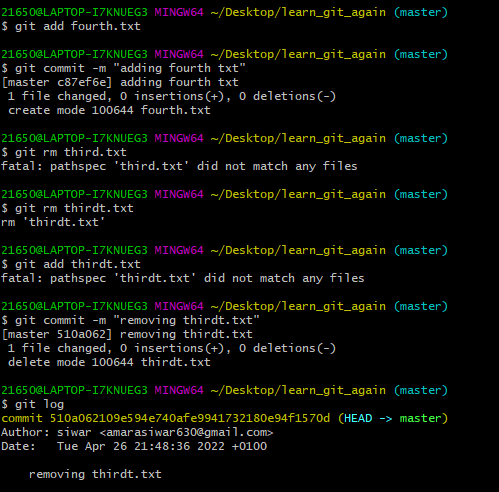 21650@LAPTOP-I7KNUEG3 MINGW64 ~/Desktop/learn_git_again (master)
$ git add fourth.txt
21650@LAPTOP-I7KNUEG3 MINGW64 ~/Desktop/learn_git_again (master)
$ git commit -m "adding fourth txt"
[master c87ef6e] adding fourth txt
 1 file changed, 0 insertions(+), 0 deletions(-)
 create mode 100644 fourth.txt
21650@LAPTOP-I7KNUEG3 MINGW64 ~/Desktop/learn_git_again (master)
$ git rm third.txt
fatal: pathspec 'third.txt' did not match any files
21650@LAPTOP-I7KNUEG3 MINGW64 ~/Desktop/learn_git_again (master)
$ git rm thirdt.txt
rm 'thirdt.txt'
21650@LAPTOP-I7KNUEG3 MINGW64 ~/Desktop/learn_git_again (master)
$ git add thirdt.txt
fatal: pathspec 'thirdt.txt' did not match any files
21650@LAPTOP-I7KNUEG3 MINGW64 ~/Desktop/learn_git_again (master)
$ git commit -m "removing thirdt.txt"
[master 510a062] removing thirdt.txt
 1 file changed, 0 insertions(+), 0 deletions(-)
 delete mode 100644 thirdt.txt
21650@LAPTOP-I7KNUEG3 MINGW64 ~/Desktop/learn_git_again (master)
$ git log
commit 510a062109e594e740afe9941732180e94f1570d (HEAD -> master)
Author: siwar <amarasiwar630@gmail.com>
Date:   Tue Apr 26 21:48:36 2022 +0100
    removing thirdt.txt